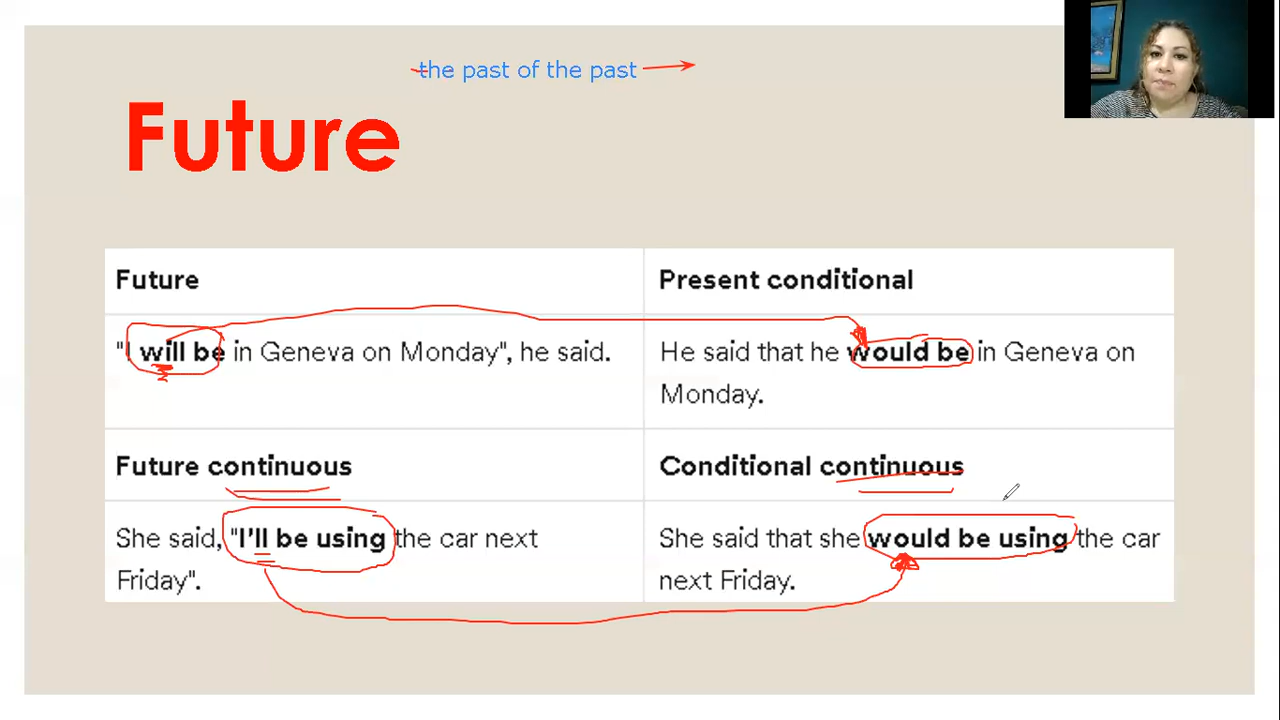 the past of the past
Future
Future
Present conditional
"I will be in Geneva on Monday", he said.
He said that he would be in Geneva on
Monday.
Future continuous
Conditional continuous
She said, "I'll be using the car next
Friday".
She said that she would be using the car
next Friday.